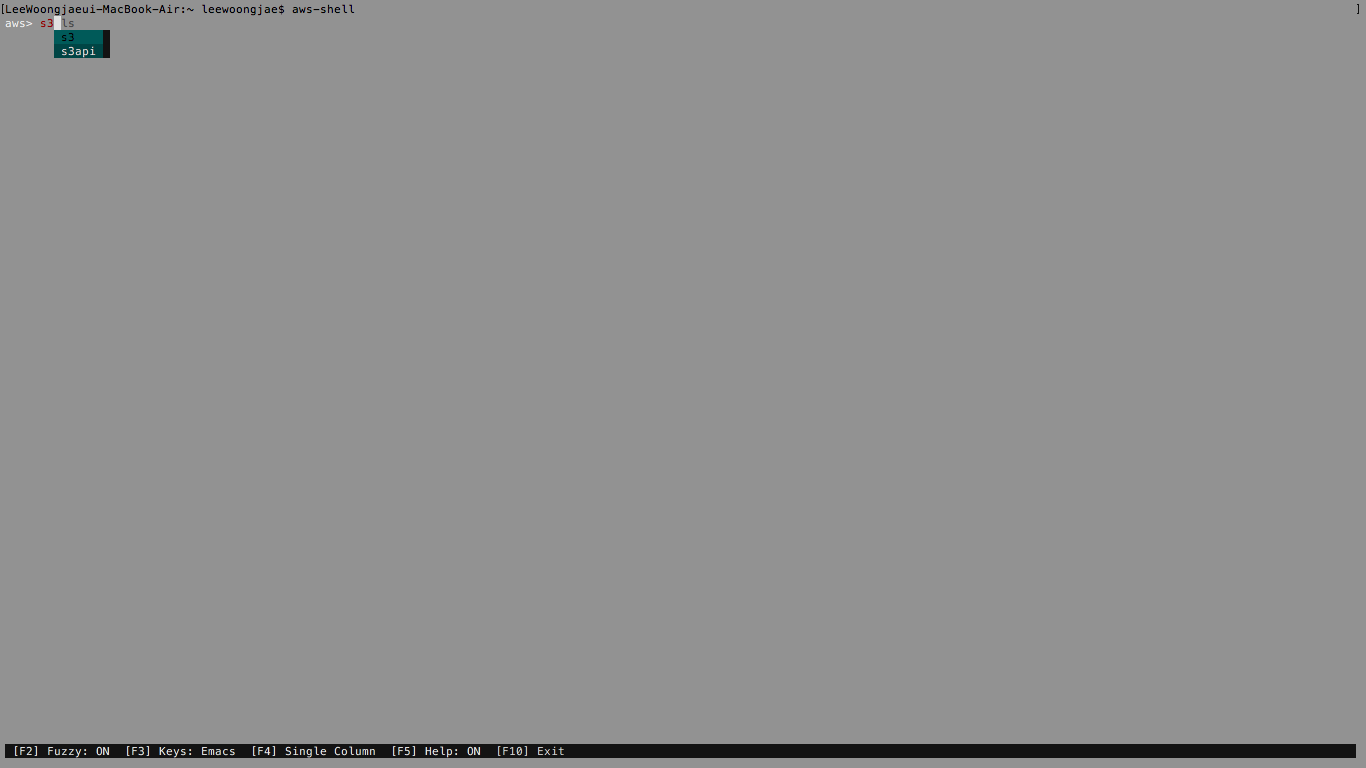 [LeeWoongjaeui-MacBook-Air:~ leewoongjae$ aws-shell ]
aws> s3 ls
s3
s3api
[F2] Fuzzy: ON [F3] Keys: Emacs [F4] Single Column [F5] Help: ON [F10] Exit